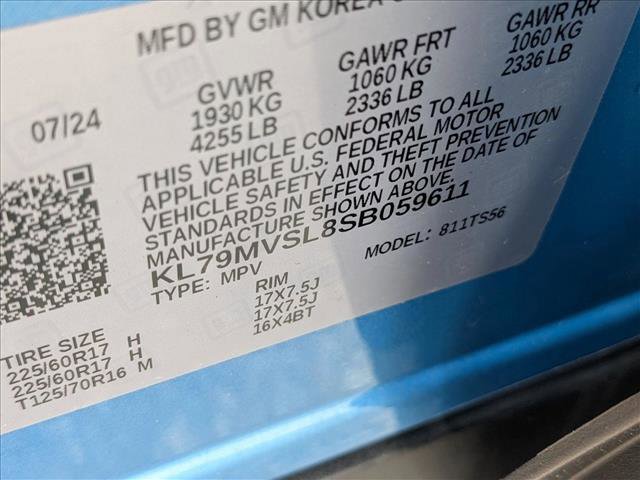 MFD BY GM KOREA
07/24
GVWR
1930 KG
4255 LB
GAWR FRT
1060 KG
2336 LB
GAWR RR
1060 KG
2336 LB
THIS VEHICLE CONFORMS TO ALL
APPLICABLE U.S. FEDERAL MOTOR
VEHICLE SAFETY AND THEFT PREVENTION
STANDARDS IN EFFECT ON THE DATE OF
MANUFACTURE SHOWN ABOVE.
KL79MVSL8SB059611
TYPE: MPV
MODEL: 811TS56
TIRE SIZE
225/60R17 H
225/60R17 H
T125/70R16 M
RIM
17X7.5J
17X7.5J
16X4BT